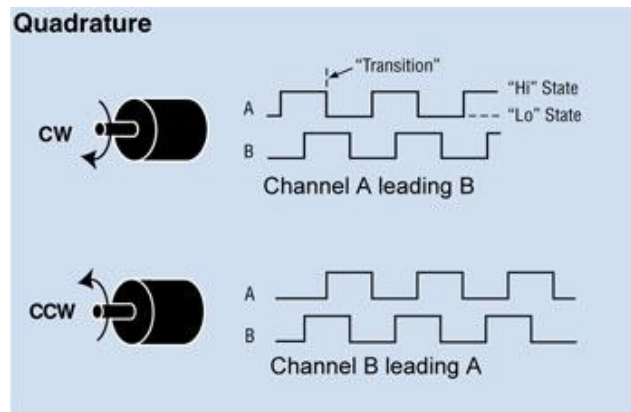 Quadrature
"Transition"
A
"Hi" State
"Lo" State
CW
B
Channel A leading B
A
CCW
B
Channel B leading A